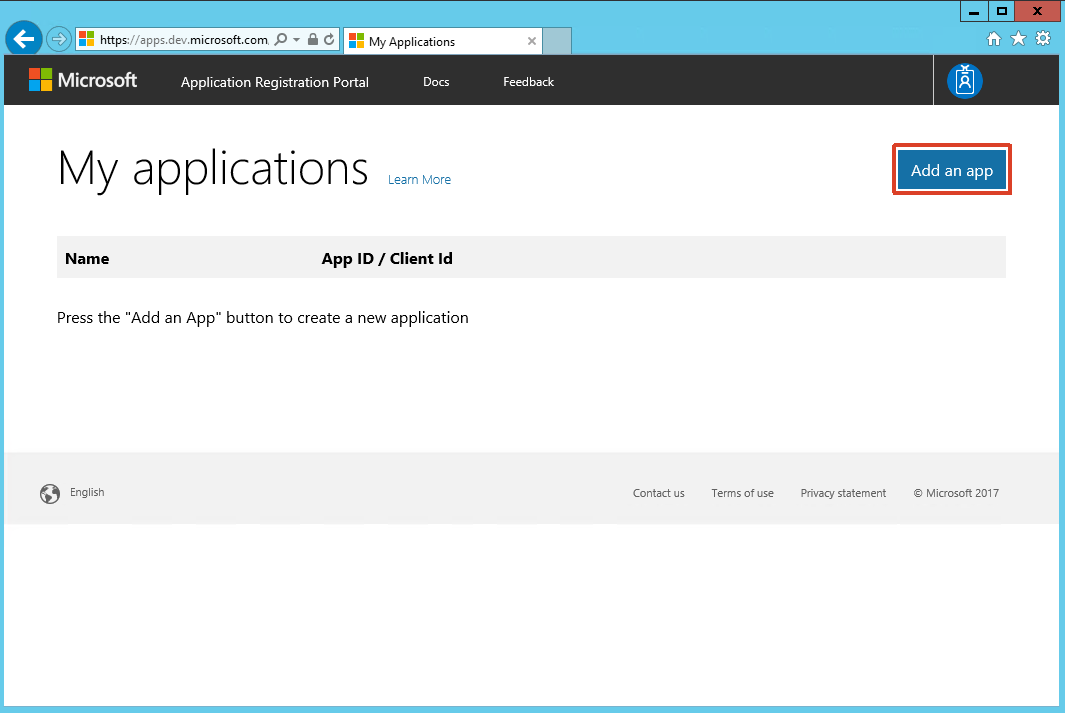 https://apps.dev.microsoft.com
My Applications
Microsoft
Application Registration Portal
Docs
Feedback
My applications
Learn More
Add an app
Name
App ID / Client Id
Press the "Add an App" button to create a new application
English
Contact us
Terms of use
Privacy statement
© Microsoft 2017